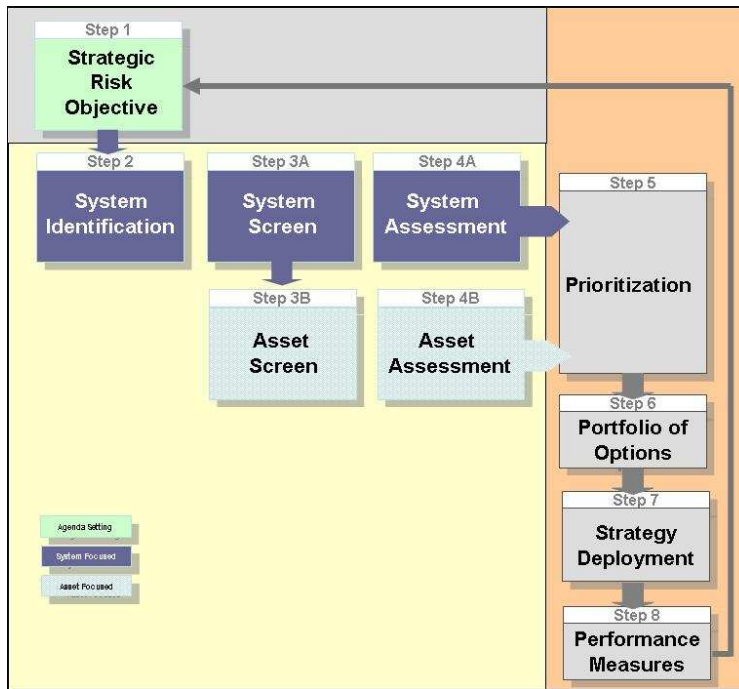 Step 1
Strategic
Risk
Objective
Step 2
System
Identification
Step 3A
System
Screen
Step 4A
System
Assessment
Step 3B
Asset
Screen
Step 4B
Asset
Assessment
Step 5
Prioritization
Step 6
Portfolio of
Options
Step 7
Strategy
Deployment
Step 8
Performance
Measures
Agenda Setting
System Focused
Asset Focused